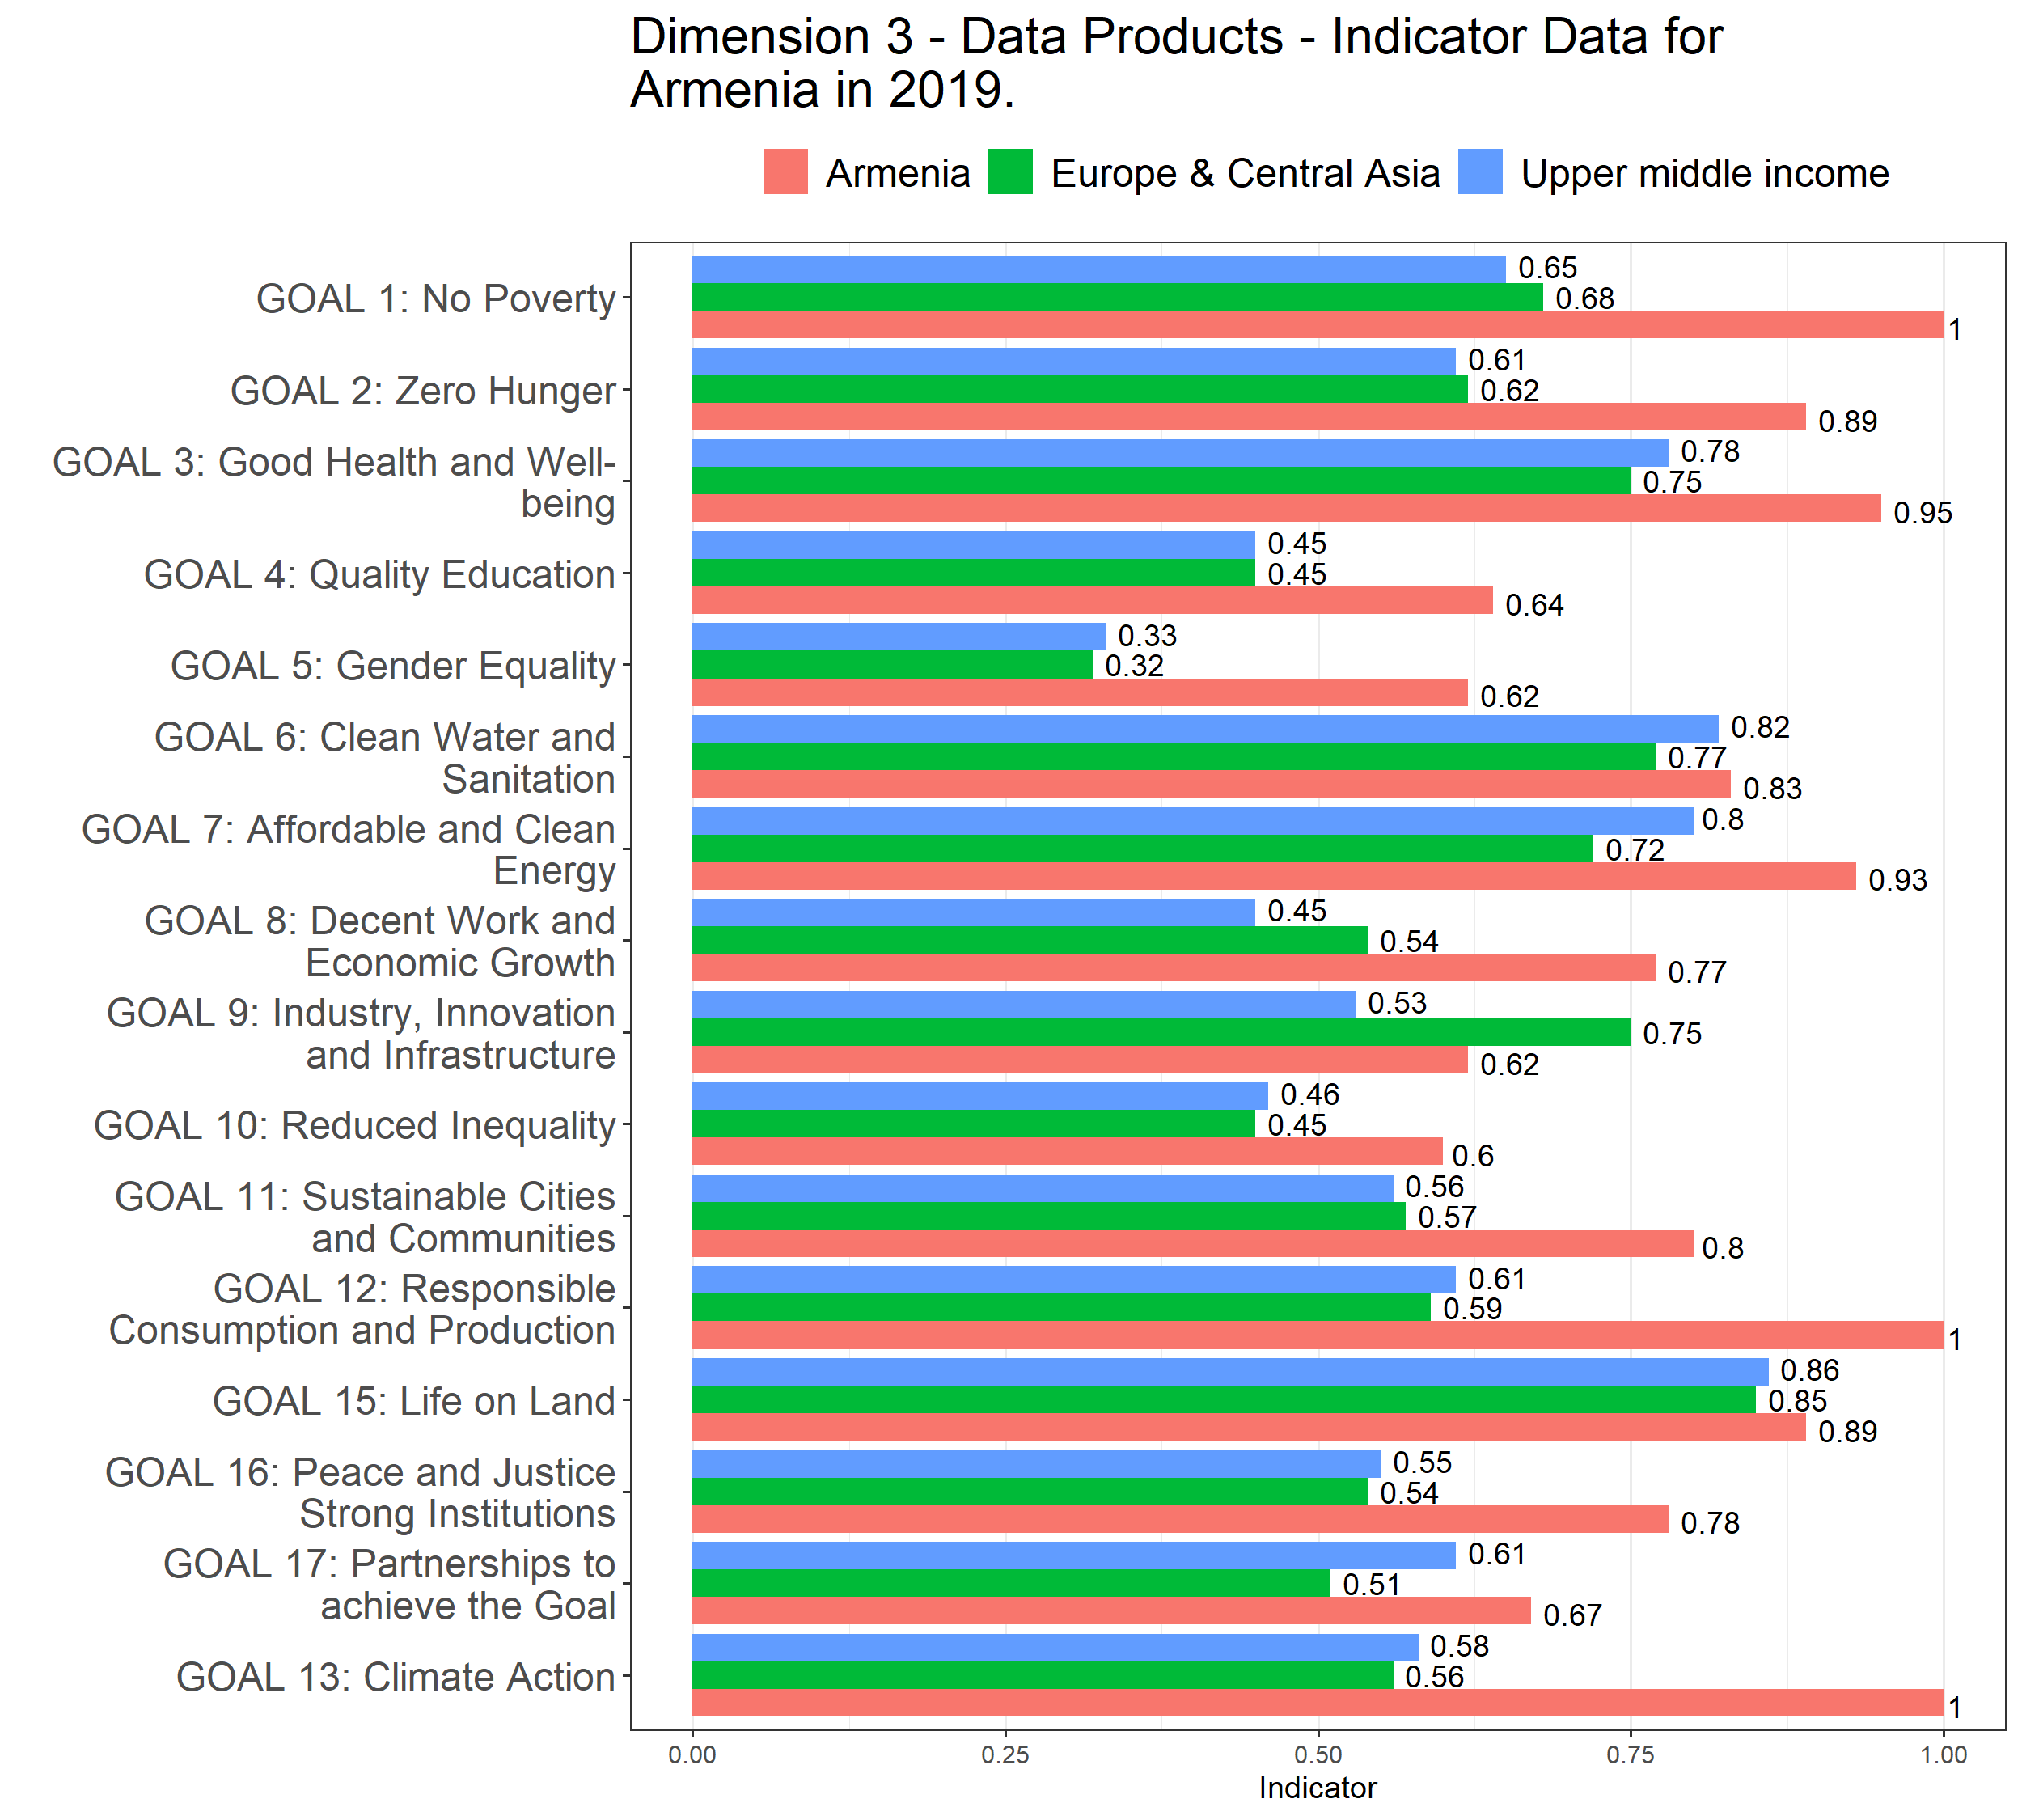 Dimension 3 - Data Products - Indicator Data for
Armenia in 2019.
Armenia
Europe & Central Asia
Upper middle income
GOAL 1: No Poverty
0.65
0.68
1
GOAL 2: Zero Hunger
0.61
0.62
0.89
GOAL 3: Good Health and Well-
being
0.78
0.75
0.95
GOAL 4: Quality Education
0.45
0.45
0.64
GOAL 5: Gender Equality
0.33
0.32
0.62
GOAL 6: Clean Water and
Sanitation
0.82
0.77
0.83
GOAL 7: Affordable and Clean
Energy
0.8
0.72
0.93
GOAL 8: Decent Work and
Economic Growth
0.45
0.54
0.77
GOAL 9: Industry, Innovation
and Infrastructure
0.53
0.75
0.62
GOAL 10: Reduced Inequality
0.46
0.45
0.6
GOAL 11: Sustainable Cities
and Communities
0.56
0.57
0.8
GOAL 12: Responsible
Consumption and Production
0.61
0.59
1
GOAL 15: Life on Land
0.86
0.85
0.89
GOAL 16: Peace and Justice
Strong Institutions
0.55
0.54
0.78
GOAL 17: Partnerships to
achieve the Goal
0.61
0.51
0.67
GOAL 13: Climate Action
0.58
0.56
1
0.00
0.25
0.50
0.75
1.00
Indicator